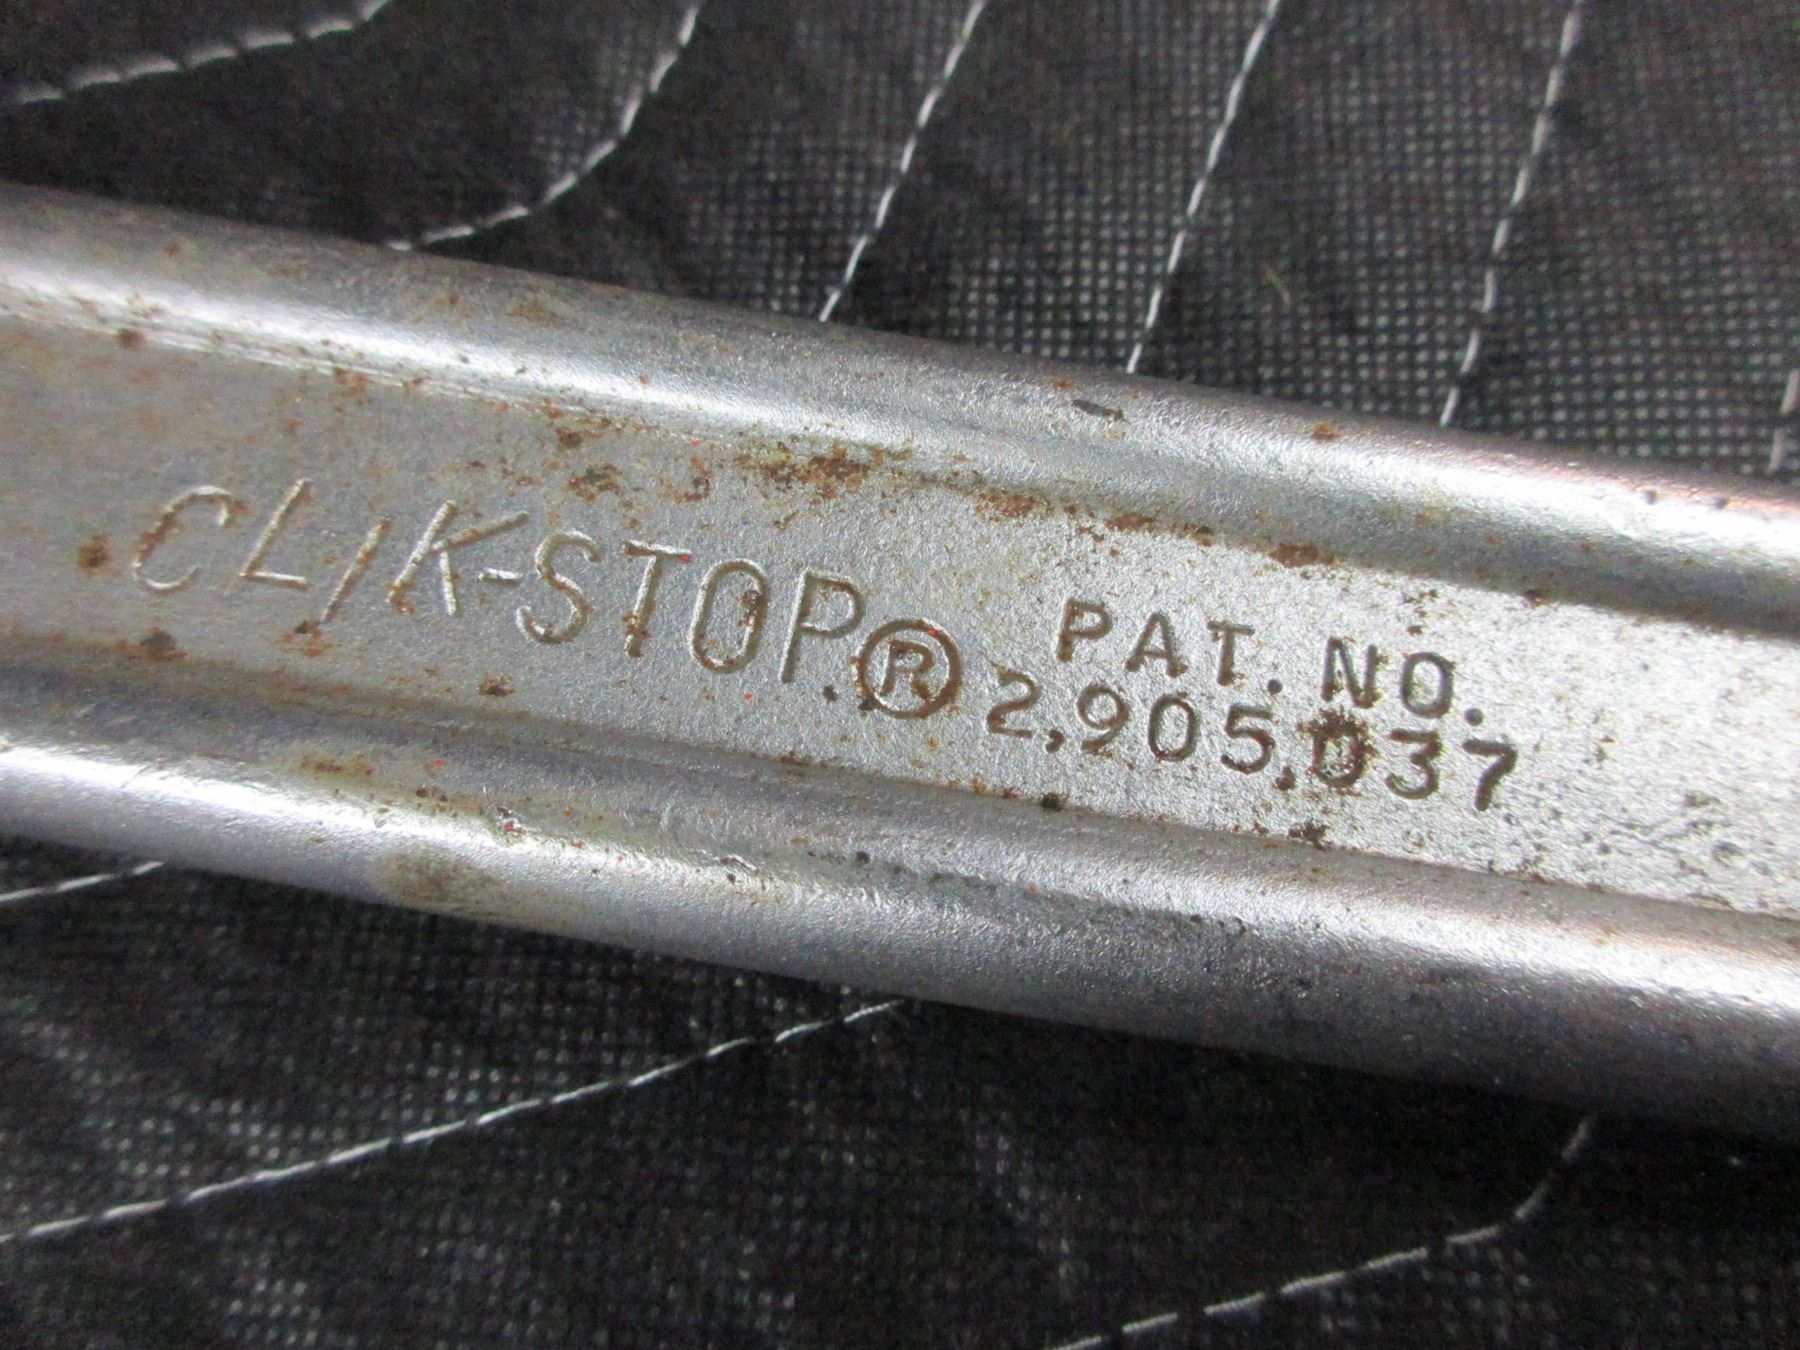 CLIK-STOP.®
PAT. NO.
2,905,037